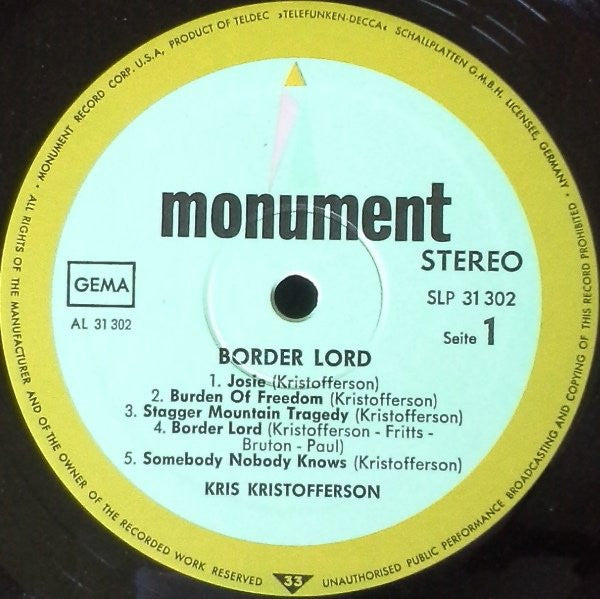 MONUMENT RECORD CORP. U.S.A, PRODUCT OF TELDEC »TELEFUNKEN-DECCA« SCHALLPLATTEN G.M.B.H. LICENSEE, GERMANY •
monument
STEREO
GEMA
AL 31 302
SLP 31 302
Seite 1
BORDER LORD
1. Josie (Kristofferson)
2. Burden Of Freedom (Kristofferson)
3. Stagger Mountain Tragedy (Kristofferson)
4. Border Lord (Kristofferson - Fritts -
Bruton - Paul)
5. Somebody Nobody Knows (Kristofferson)
KRIS KRISTOFFERSON
• ALL RIGHTS OF THE MANUFACTURER AND OF THE OWNER OF THE RECORDED WORK RESERVED
33
UNAUTHORISED PUBLIC PERFORMANCE BROADCASTING AND COPYING OF THIS RECORD PROHIBITED